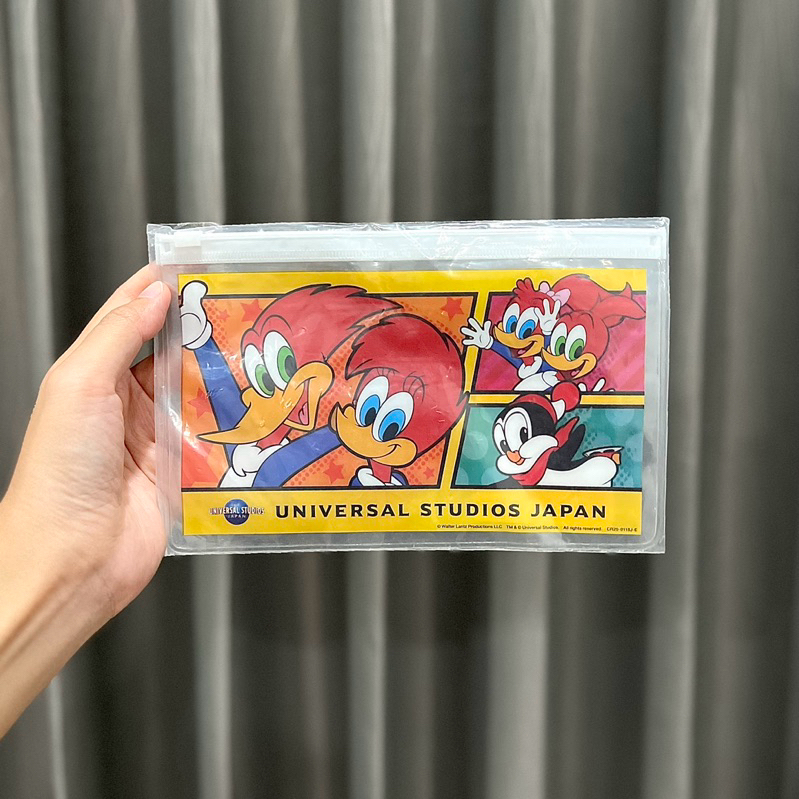 UNIVERSAL STUDIOS
JAPAN
UNIVERSAL STUDIOS JAPAN
© Walter Lantz Productions LLC. TM & © Universal Studios. All rights reserved.